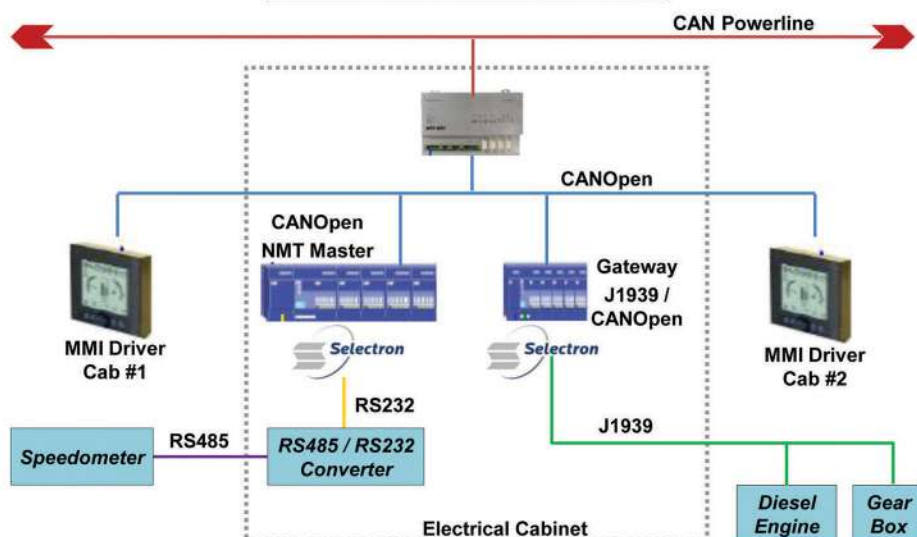 CAN Powerline
CANOpen
CANOpen
NMT Master
Gateway
J1939 /
CANOpen
MMI Driver
Cab #1
Selectron
Selectron
MMI Driver
Cab #2
RS232
RS485
J1939
Speedometer
RS485 / RS232
Converter
Diesel
Engine
Gear
Box
Electrical Cabinet